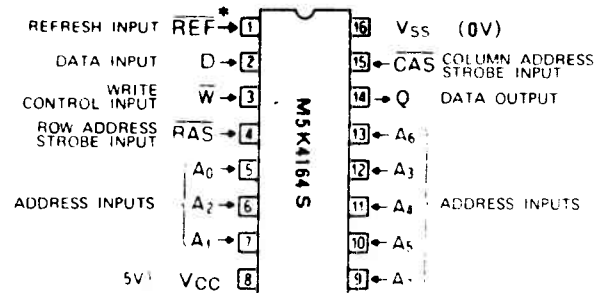 REFRESH INPUT REF * 1
DATA INPUT D 2
WRITE
CONTROL INPUT W 3
ROW ADDRESS
STROBE INPUT RAS 4
A0 5
ADDRESS INPUTS A2 6
A1 7
5V VCC 8
M5K4164S
16 VSS (0V)
15 CAS COLUMN ADDRESS
STROBE INPUT
14 Q DATA OUTPUT
13 A6
12 A3
11 A4 ADDRESS INPUTS
10 A5
9 A